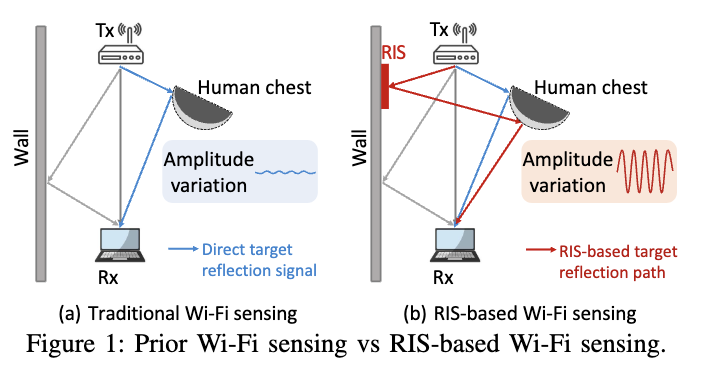 Tx
Human chest
Wall
Amplitude
variation
Direct target
reflection signal
Rx
(a) Traditional Wi-Fi sensing
Tx
RIS
Human chest
Wall
Amplitude
variation
RIS-based target
reflection path
Rx
(b) RIS-based Wi-Fi sensing
Figure 1: Prior Wi-Fi sensing vs RIS-based Wi-Fi sensing.